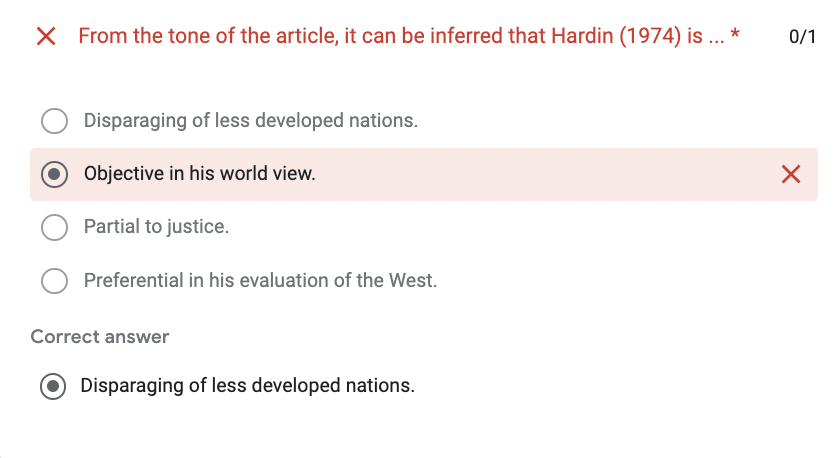 From the tone of the article, it can be inferred that Hardin (1974) is ... * 0/1
Disparaging of less developed nations.
Objective in his world view.
Partial to justice.
Preferential in his evaluation of the West.
Correct answer
Disparaging of less developed nations.